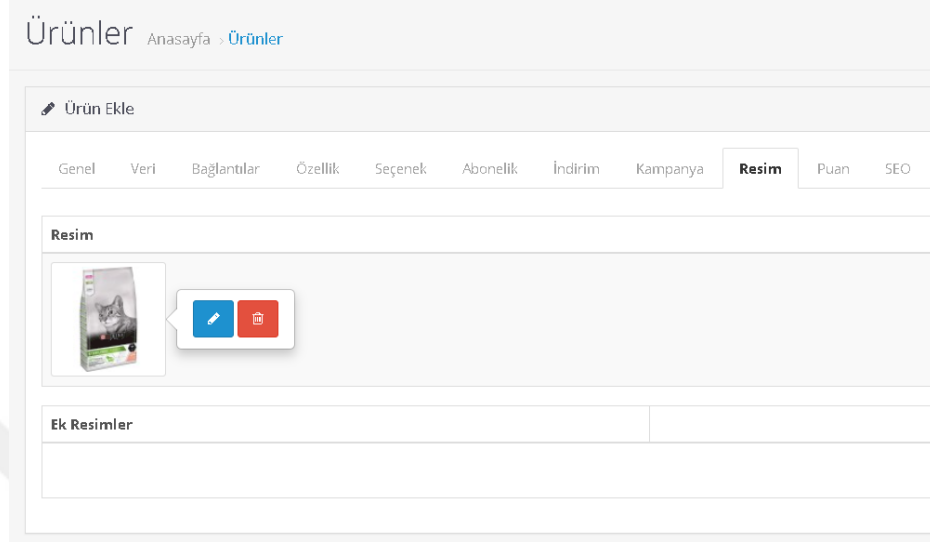 Ürünler Anasayfa › Ürünler
Ürün Ekle
Genel Veri Bağlantılar Özellik Seçenek Abonelik İndirim Kampanya Resim Puan SEO
Resim
Ek Resimler